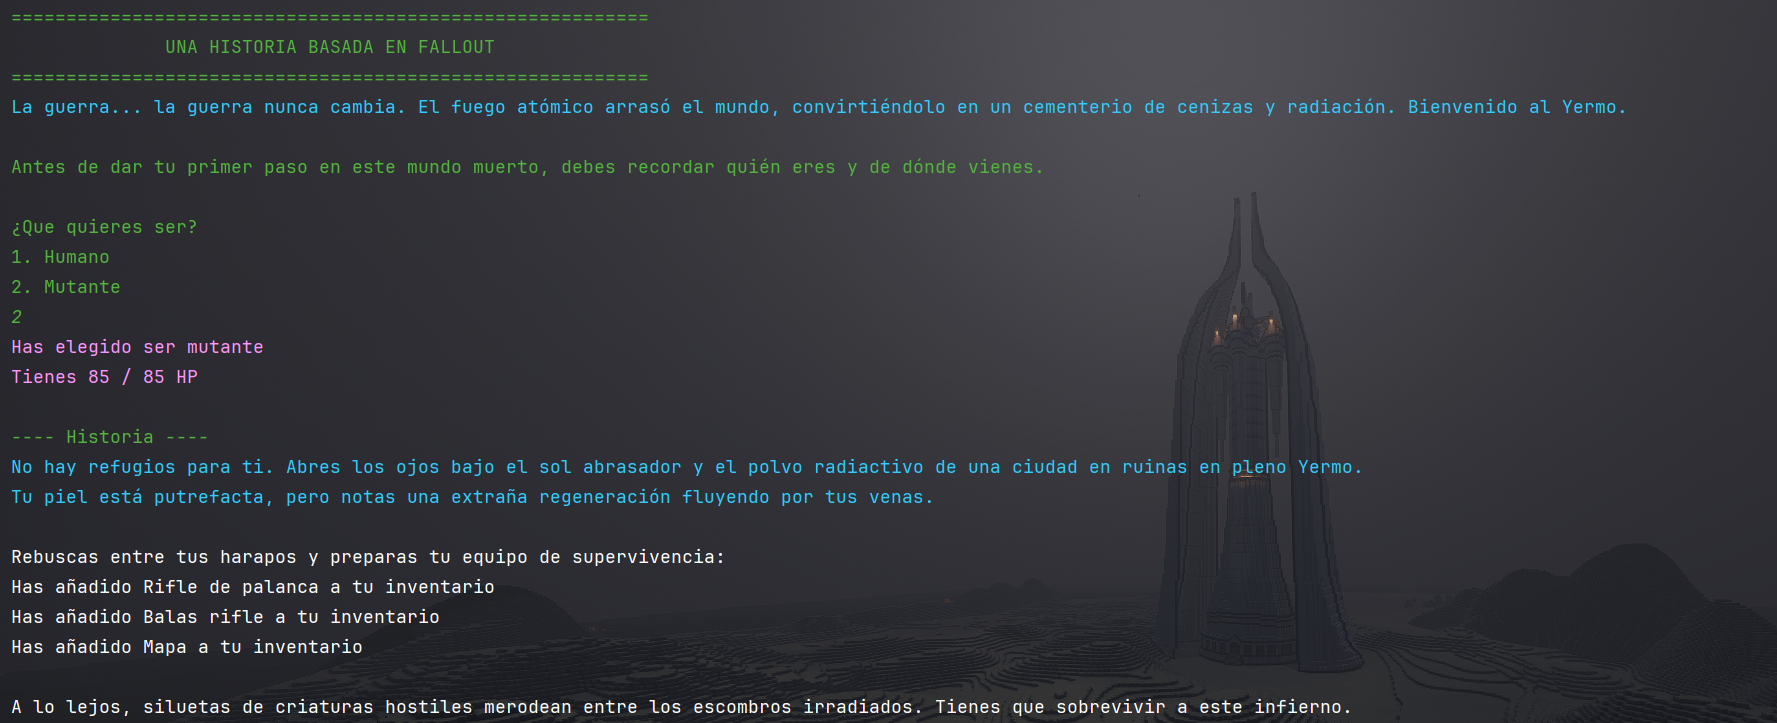 ==========================================================
UNA HISTORIA BASADA EN FALLOUT
==========================================================
La guerra... la guerra nunca cambia. El fuego atómico arrasó el mundo, convirtiéndolo en un cementerio de cenizas y radiación. Bienvenido al Yermo.
Antes de dar tu primer paso en este mundo muerto, debes recordar quién eres y de dónde vienes.
¿Que quieres ser?
1. Humano
2. Mutante
2
Has elegido ser mutante
Tienes 85 / 85 HP
---- Historia ----
No hay refugios para ti. Abres los ojos bajo el sol abrasador y el polvo radiactivo de una ciudad en ruinas en pleno Yermo.
Tu piel está putrefacta, pero notas una extraña regeneración fluyendo por tus venas.
Rebuscas entre tus harapos y preparas tu equipo de supervivencia:
Has añadido Rifle de palanca a tu inventario
Has añadido Balas rifle a tu inventario
Has añadido Mapa a tu inventario
A lo lejos, siluetas de criaturas hostiles merodean entre los escombros irradiados. Tienes que sobrevivir a este infierno.